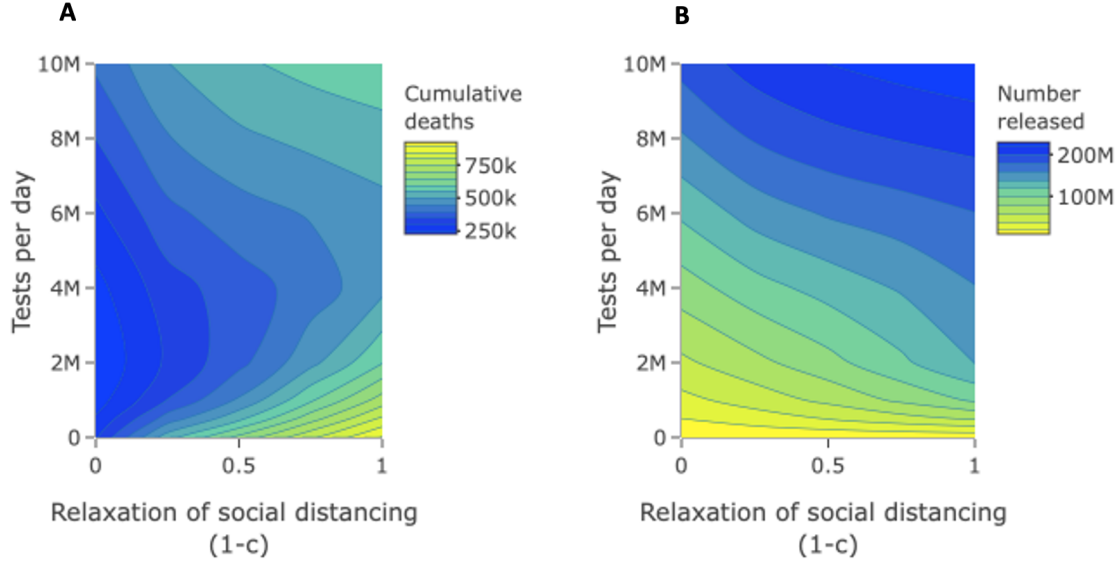 A
10M
8M
6M
4M
2M
0
Tests per day
0
0.5
1
Relaxation of social distancing
(1-c)
Cumulative
deaths
750k
500k
250k
B
10M
8M
6M
4M
2M
0
Tests per day
0
0.5
1
Relaxation of social distancing
(1-c)
Number
released
200M
100M